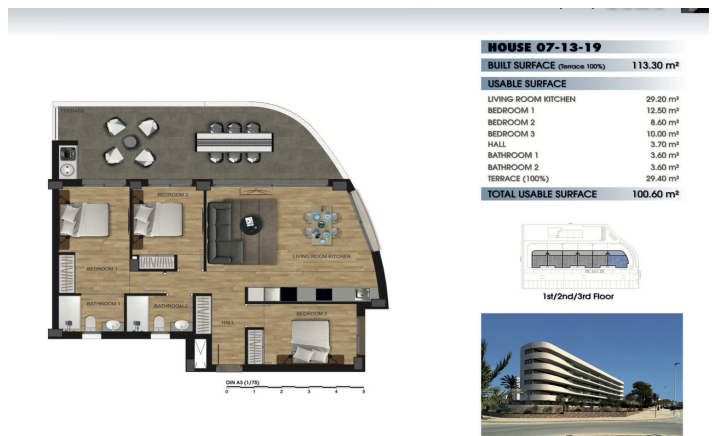 HOUSE 07-13-19
BUILT SURFACE (Terrace 100%) 113.30 m²
USABLE SURFACE
LIVING ROOM KITCHEN 29.20 m²
BEDROOM 1 12.50 m²
BEDROOM 2 8.60 m²
BEDROOM 3 10.00 m²
HALL 3.70 m²
BATHROOM 1 3.60 m²
BATHROOM 2 3.60 m²
TERRACE (100%) 29.40 m²
TOTAL USABLE SURFACE 100.60 m²
TERRACE
BEDROOM 2
LIVING ROOM KITCHEN
BEDROOM 1
BATHROOM 1
BATHROOM 2
BEDROOM 3
HALL
DIN A3 (1/75)
0 1 2 3 4 5
1st/2nd/3rd Floor